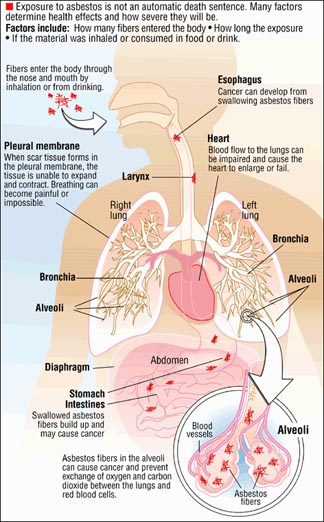 ■ Exposure to asbestos is not an automatic death sentence. Many factors
determine health effects and how severe they will be.
Factors include: How many fibers entered the body • How long the exposure
• If the material was inhaled or consumed in food or drink.
Fibers enter the body through
the nose and mouth by
inhalation or from drinking.
Esophagus
Cancer can develop from
swallowing asbestos fibers
Pleural membrane
When scar tissue forms in
the pleural membrane, the
tissue is unable to expand
and contract. Breathing can
become painful or
impossible.
Heart
Blood flow to the lungs can
be impaired and cause the
heart to enlarge or fail.
Larynx
Right
lung
Left
lung
Bronchia
Bronchia
Alveoli
Alveoli
Diaphragm
Abdomen
Stomach
Intestines
Swallowed asbestos
fibers build up and
may cause cancer
Blood
vessels
Alveoli
Asbestos
fibers
Asbestos fibers in the alveoli
can cause cancer and prevent
exchange of oxygen and carbon
dioxide between the lungs and
red blood cells.